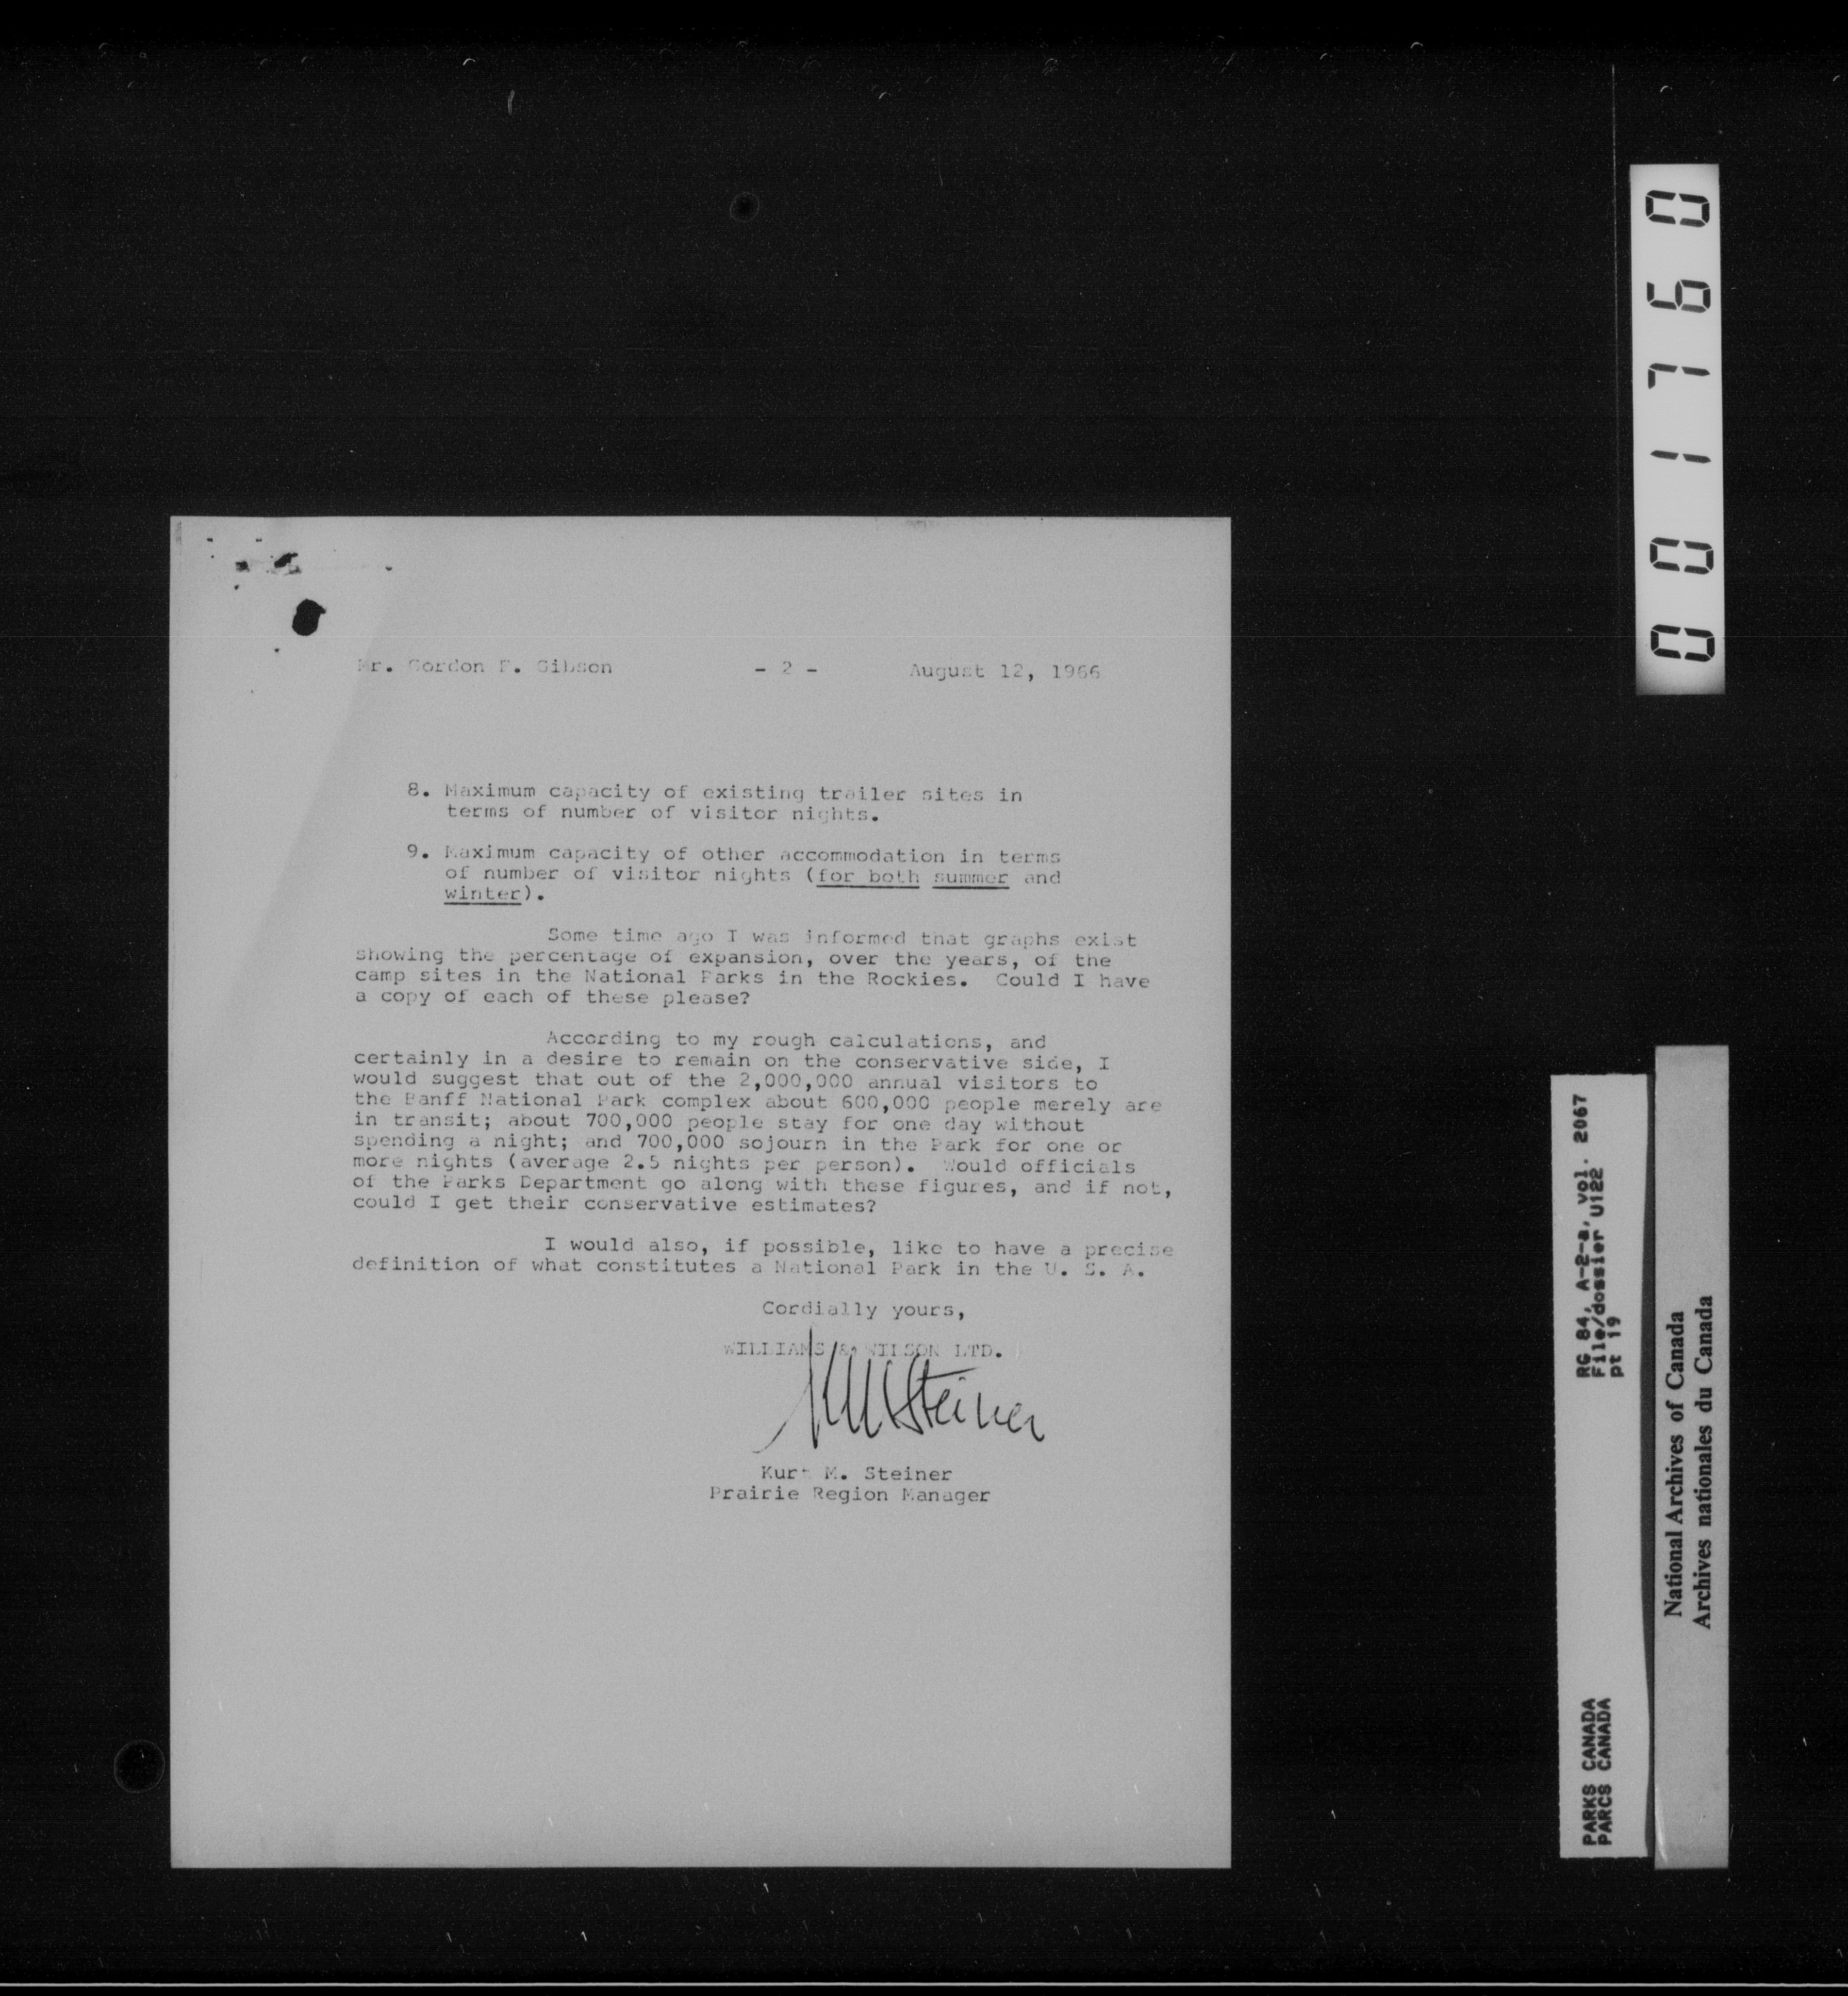 Mr. Gordon F. Gibson - 2 - August 12, 1966
8. Maximum capacity of existing trailer sites in
terms of number of visitor nights.
9. Maximum capacity of other accommodation in terms
of number of visitor nights (for both summer and
winter).
Some time ago I was informed that graphs exist
showing the percentage of expansion, over the years, of the
camp sites in the National Parks in the Rockies. Could I have
a copy of each of these please?
According to my rough calculations, and
certainly in a desire to remain on the conservative side, I
would suggest that out of the 2,000,000 annual visitors to
the Banff National Park complex about 600,000 people merely are
in transit; about 700,000 people stay for one day without
spending a night; and 700,000 sojourn in the Park for one or
more nights (average 2.5 nights per person). Would officials
of the Parks Department go along with these figures, and if not,
could I get their conservative estimates?
I would also, if possible, like to have a precise
definition of what constitutes a National Park in the U. S. A.
Cordially yours,
WILLIAMS & WILSON LTD.
KMSteiner
Kurt M. Steiner
Prairie Region Manager
001760
RG 84, A-2-a, vol. 2067
File/dossier U122
pt 19
PARKS CANADA
PARCS CANADA
National Archives of Canada
Archives nationales du Canada